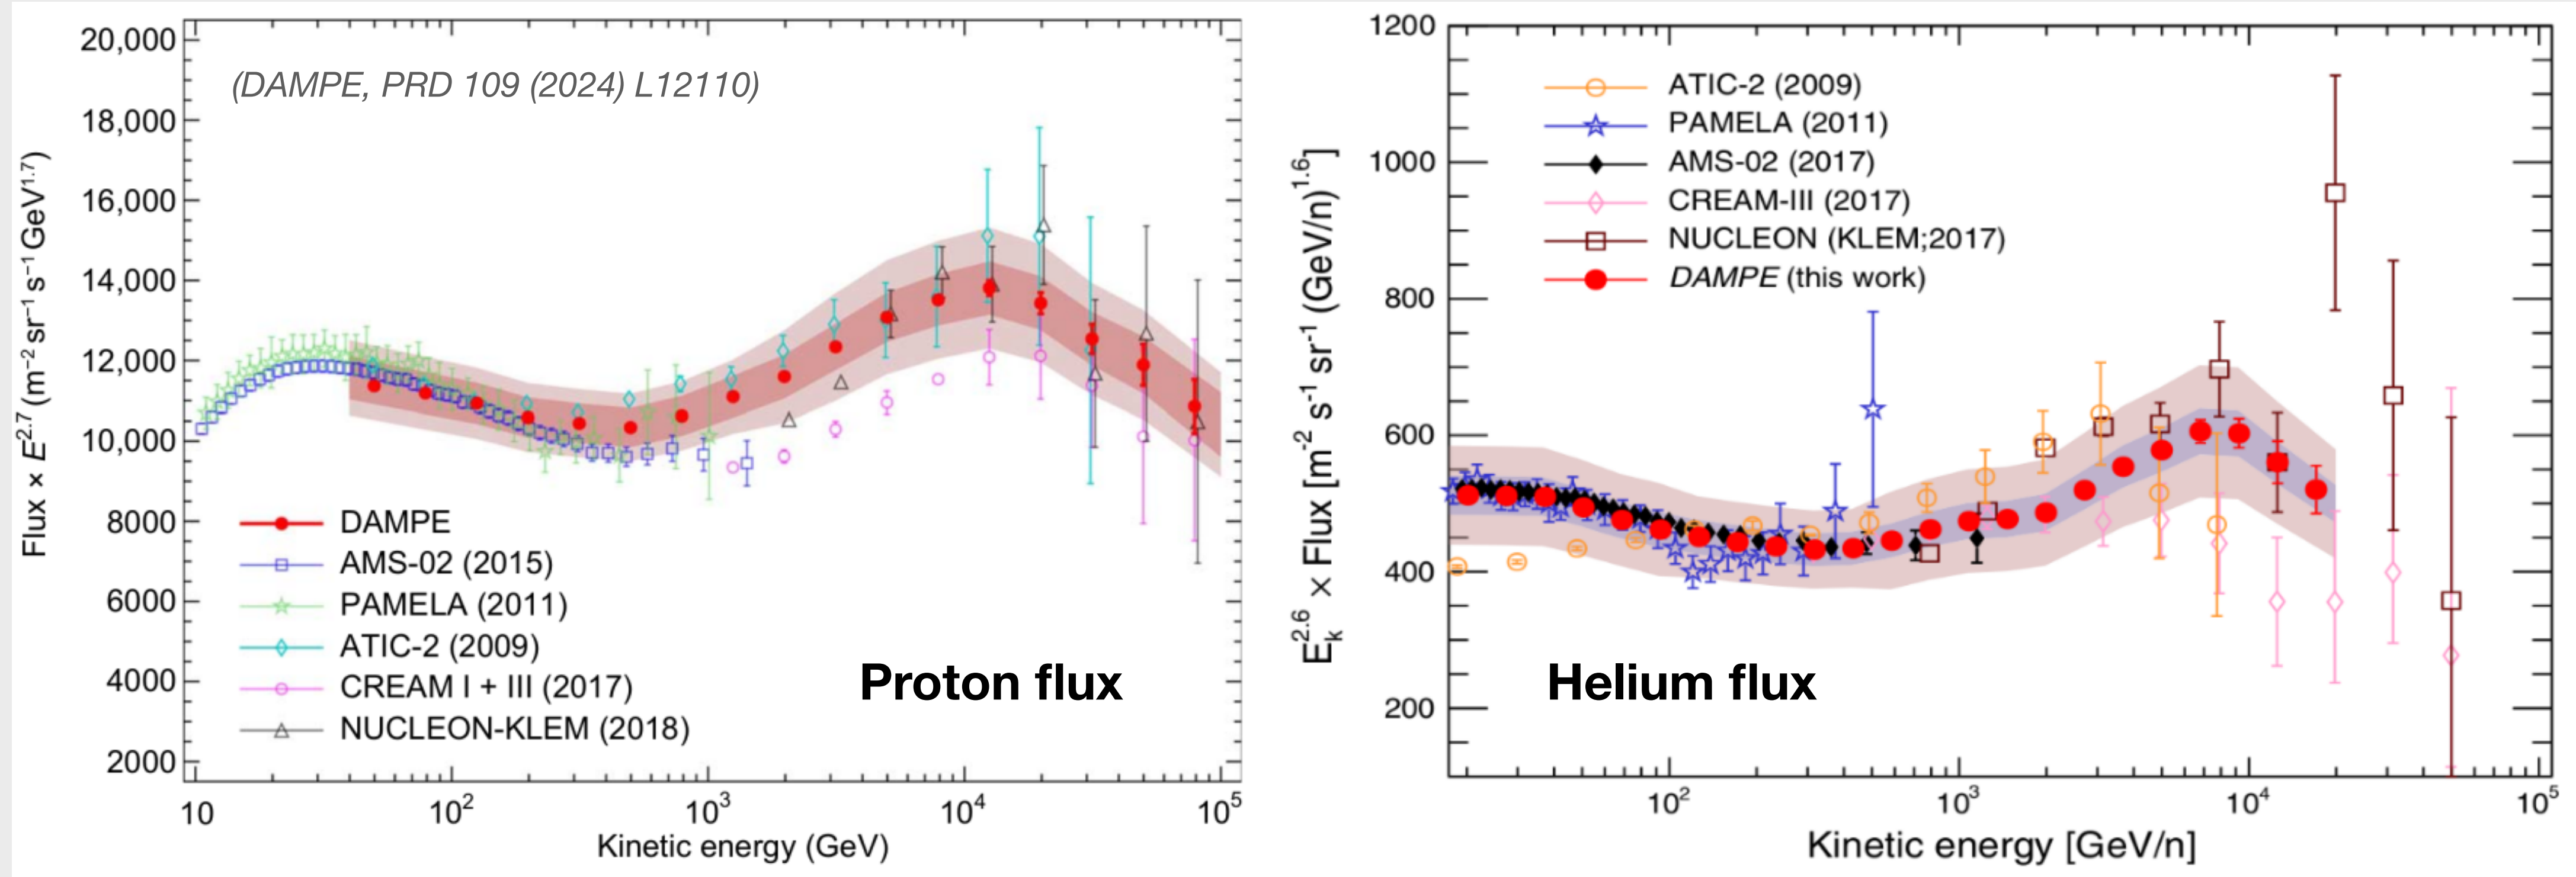 20,000
18,000
16,000
14,000
12,000
10,000
8000
6000
4000
2000
Flux × E^2.7 (m^−2 sr^−1 s^−1 GeV^1.7)
(DAMPE, PRD 109 (2024) L12110)
DAMPE
AMS-02 (2015)
PAMELA (2011)
ATIC-2 (2009)
CREAM I + III (2017)
NUCLEON-KLEM (2018)
Proton flux
10 10^2 10^3 10^4 10^5
Kinetic energy (GeV)
1200
1000
800
600
400
200
E_k^2.6 × Flux [m^-2 s^-1 sr^-1 (GeV/n)^1.6]
ATIC-2 (2009)
PAMELA (2011)
AMS-02 (2017)
CREAM-III (2017)
NUCLEON (KLEM;2017)
DAMPE (this work)
Helium flux
10^2 10^3 10^4 10^5
Kinetic energy [GeV/n]